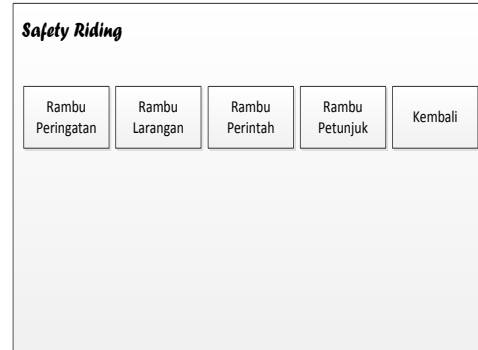 Safety Riding
Rambu
Peringatan
Rambu
Larangan
Rambu
Perintah
Rambu
Petunjuk
Kembali